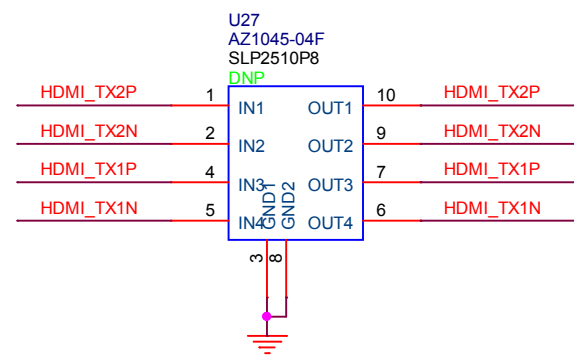 U27
AZ1045-04F
SLP2510P8
DNP
HDMI_TX2P 1 IN1 OUT1 10 HDMI_TX2P
HDMI_TX2N 2 IN2 OUT2 9 HDMI_TX2N
HDMI_TX1P 4 IN3 OUT3 7 HDMI_TX1P
HDMI_TX1N 5 IN4 OUT4 6 HDMI_TX1N
GND1
GND2
3
8